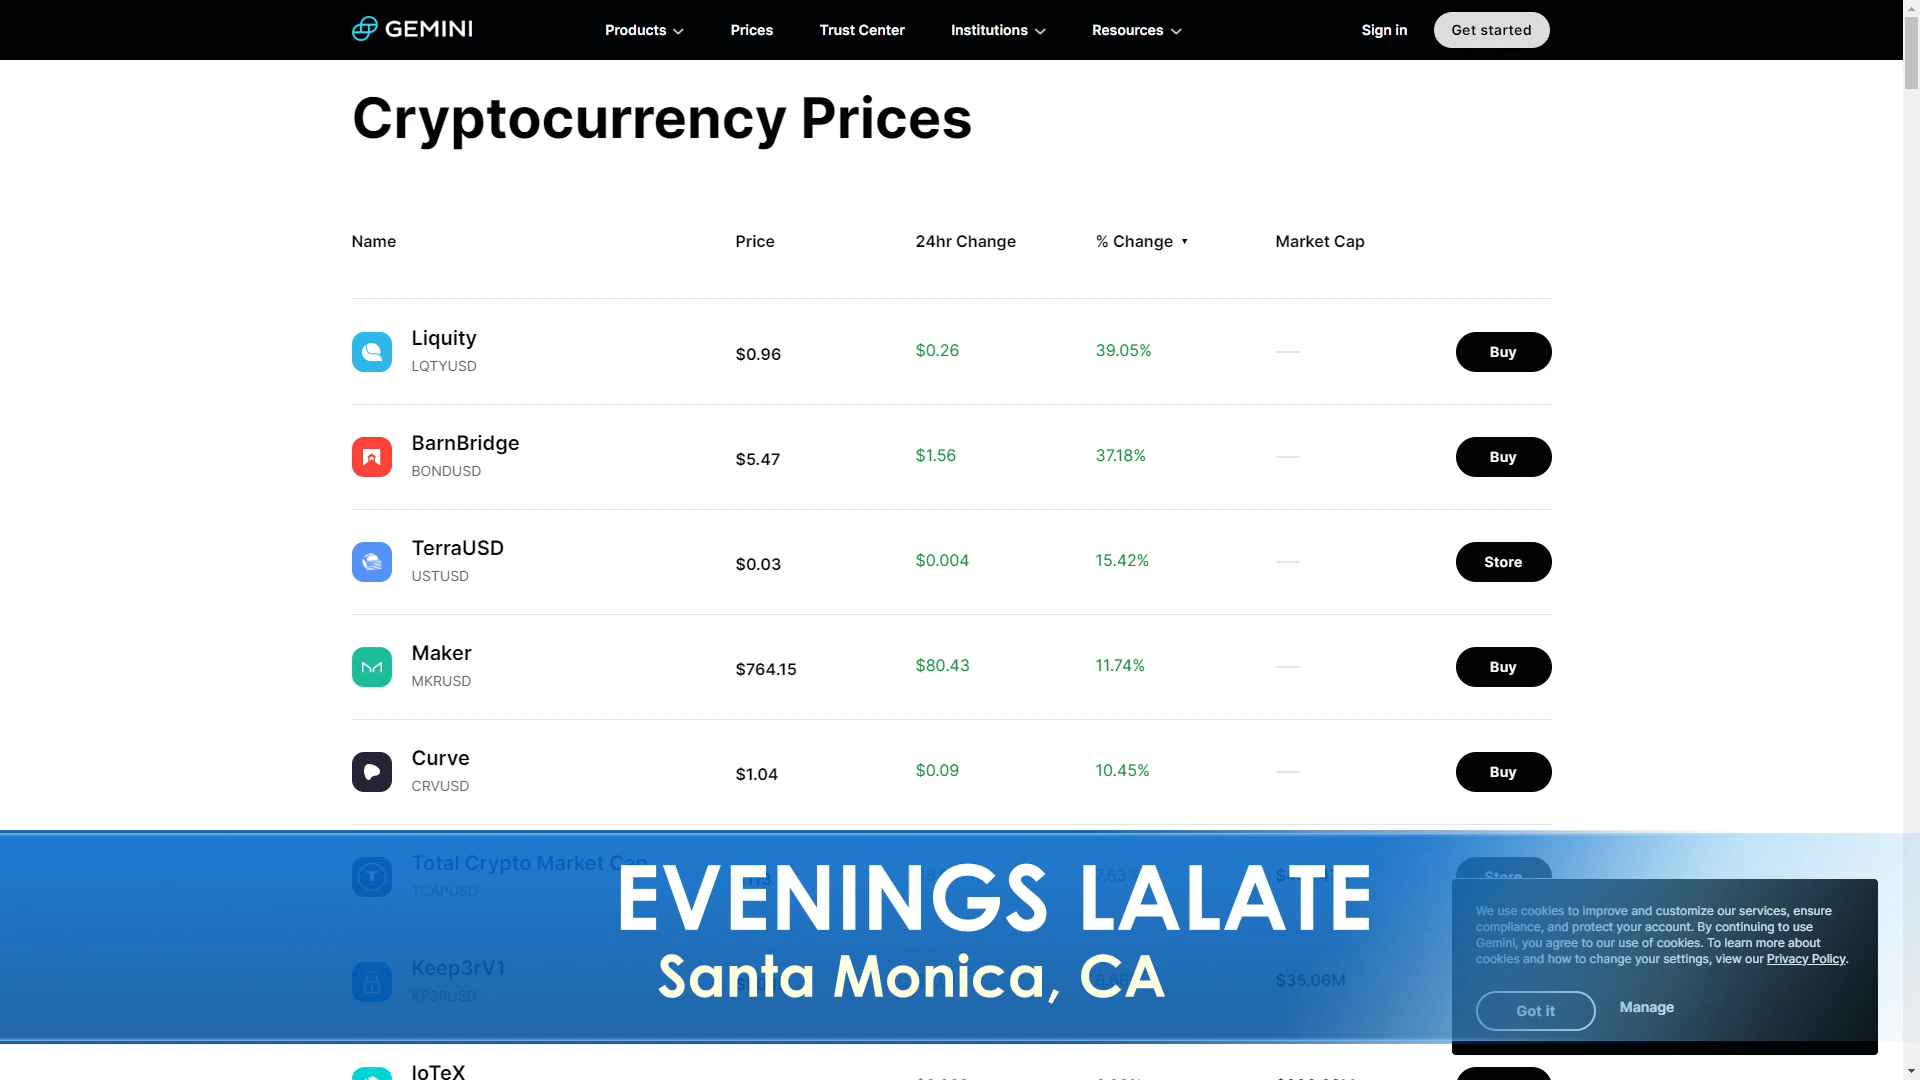 GEMINI
Products
Prices
Trust Center
Institutions
Resources
Sign in
Get started
Cryptocurrency Prices
Name Price 24hr Change % Change ▼ Market Cap
Liquity
LQTYUSD
$0.96 $0.26 39.05% — Buy
BarnBridge
BONDUSD
$5.47 $1.56 37.18% — Buy
TerraUSD
USTUSD
$0.03 $0.004 15.42% — Store
Maker
MKRUSD
$764.15 $80.43 11.74% — Buy
Curve
CRVUSD
$1.04 $0.09 10.45% — Buy
Total Crypto Market Cap
TCAPUSD
Store
EVENINGS LALATE
Santa Monica, CA
Keep3rV1
KP3RUSD
$35.06M
We use cookies to improve and customize our services, ensure
compliance, and protect your account. By continuing to use
Gemini, you agree to our use of cookies. To learn more about
cookies and how to change your settings, view our Privacy Policy.
Got it Manage
IoTeX